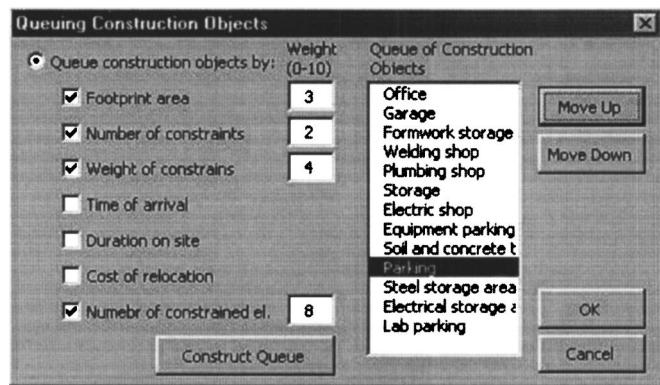 Queuing Construction Objects
Queue construction objects by:
Weight
(0-10)
Footprint area
3
Number of constraints
2
Weight of constrains
4
Time of arrival
Duration on site
Cost of relocation
Numebr of constrained el.
8
Construct Queue
Queue of Construction
Objects
Office
Garage
Formwork storage
Welding shop
Plumbing shop
Storage
Electric shop
Equipment parking
Soil and concrete t
Parking
Steel storage area
Electrical storage a
Lab parking
Move Up
Move Down
OK
Cancel